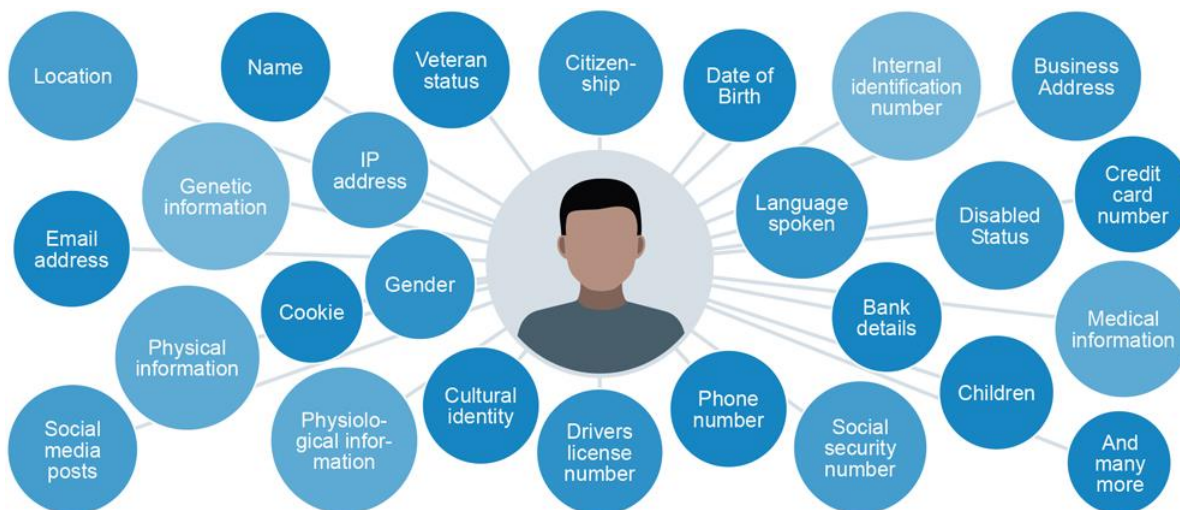 Location
Name
Veteran
status
Citizen-
ship
Date of
Birth
Internal
identification
number
Business
Address
Genetic
information
IP
address
Language
spoken
Disabled
Status
Credit
card
number
Email
address
Cookie
Gender
Bank
details
Medical
information
Physical
information
Social
media
posts
Physiolo-
gical infor-
mation
Cultural
identity
Drivers
license
number
Phone
number
Social
security
number
Children
And
many
more